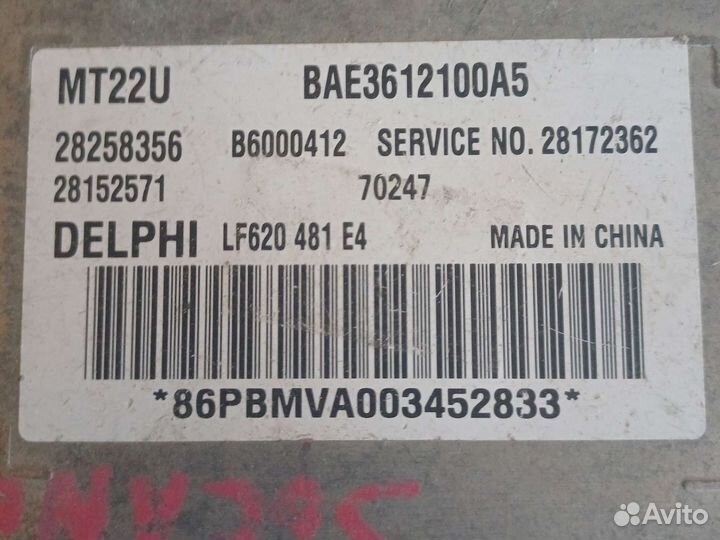 MT22U BAE3612100A5
28258356 B6000412 SERVICE NO. 28172362
28152571 70247
DELPHI LF620 481 E4 MADE IN CHINA
*86PBMVA003452833*
Avito